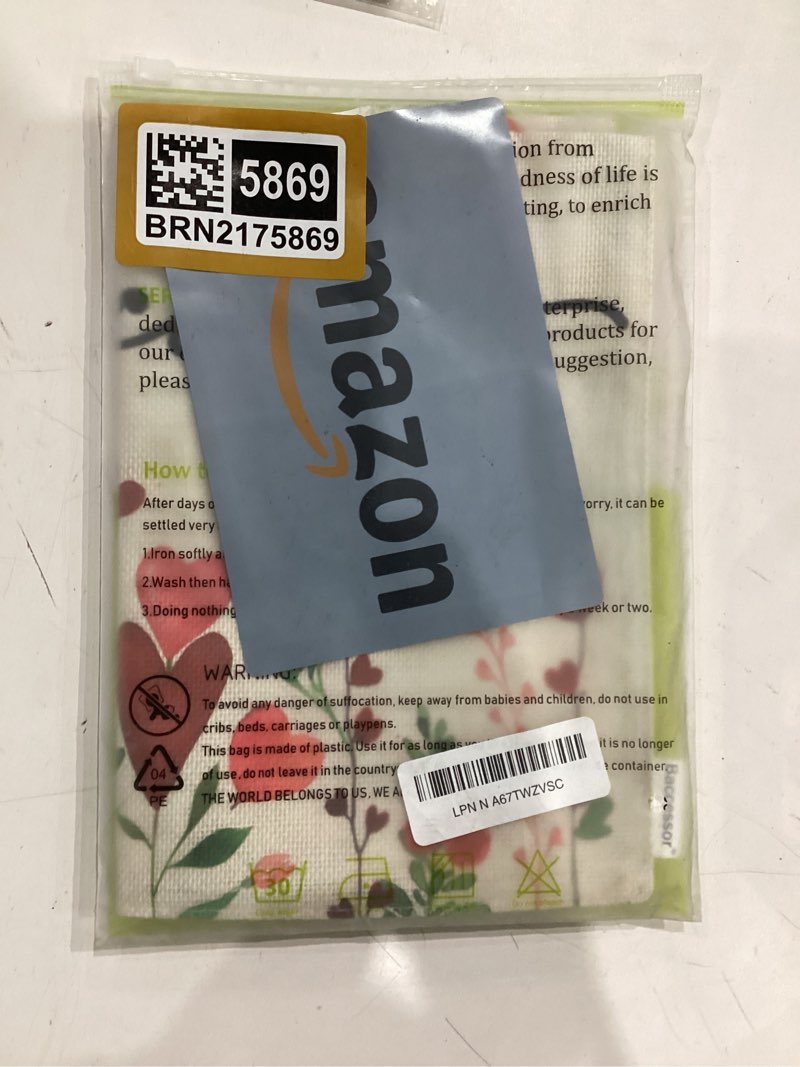 5869
BRN2175869
amazon
ion from
dness of life is
ting, to enrich
SER
terprise,
ded
products for
our
uggestion,
pleas
How t
After days o
orry, it can be
settled very
1.Iron softly a
2.Wash then h
3.Doing nothing
week or two.
WARNING:
To avoid any danger of suffocation, keep away from babies and children, do not use in
cribs, beds, carriages or playpens.
This bag is made of plastic. Use it for as long as it is no longer
of use, do not leave it in the country container.
THE WORLD BELONGS TO US, WE A
04
PE
LPN N A67TWZVSC
Bacessor
30